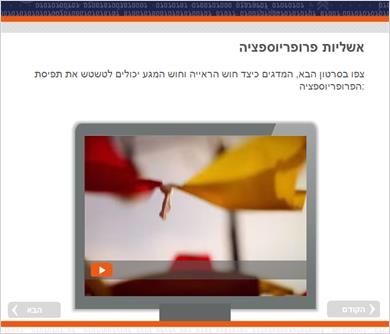 אשליות פרופריוספציה
צפו בסרטון הבא, המדגים כיצד חוש הראייה וחוש המגע יכולים לטשטש את תפיסת
הפרופריוספציה:
הקודם
הבא